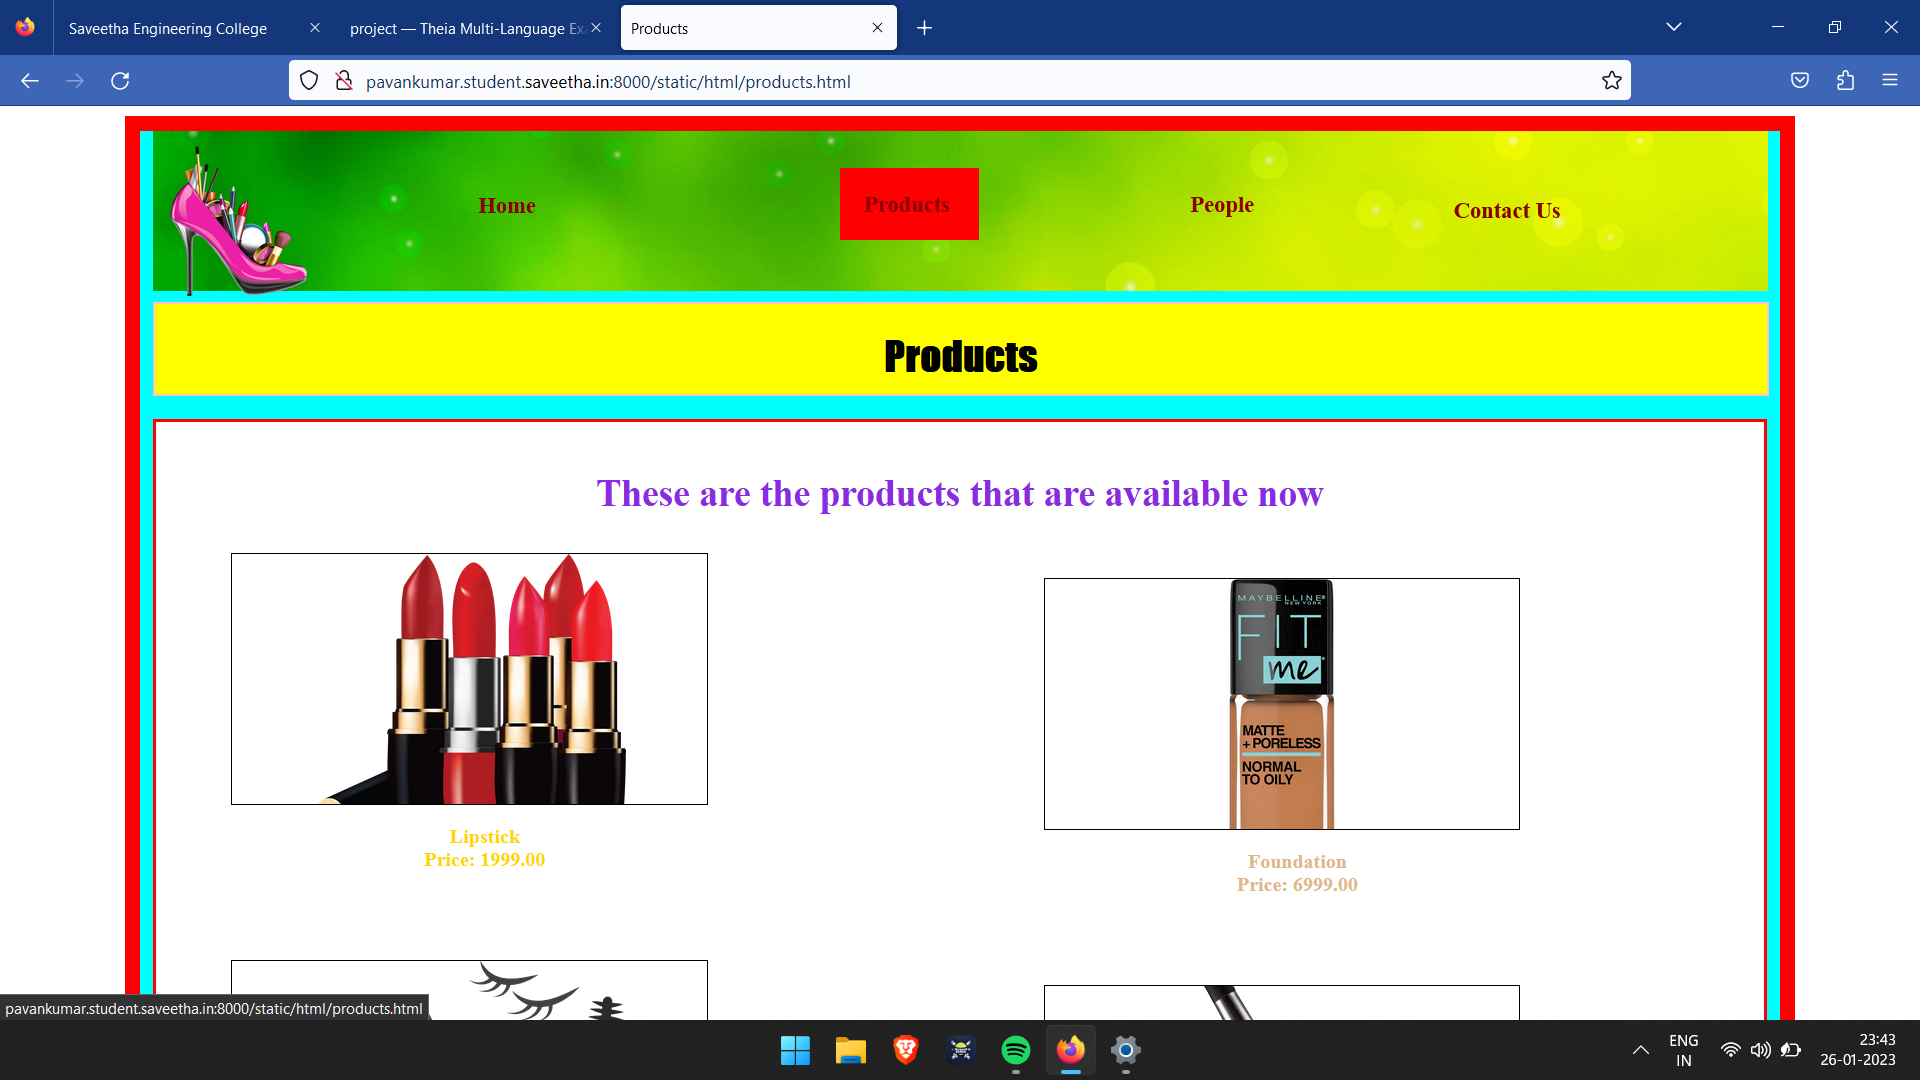 Saveetha Engineering College
project — Theia Multi-Language Ex
Products
pavankumar.student.saveetha.in:8000/static/html/products.html
Home
Products
People
Contact Us
Products
These are the products that are available now
MAYBELLINE
NEW YORK
FIT
me
MATTE
+ PORELESS
NORMAL
TO OILY
Lipstick
Price: 1999.00
Foundation
Price: 6999.00
pavankumar.student.saveetha.in:8000/static/html/products.html
ENG
IN
23:43
26-01-2023